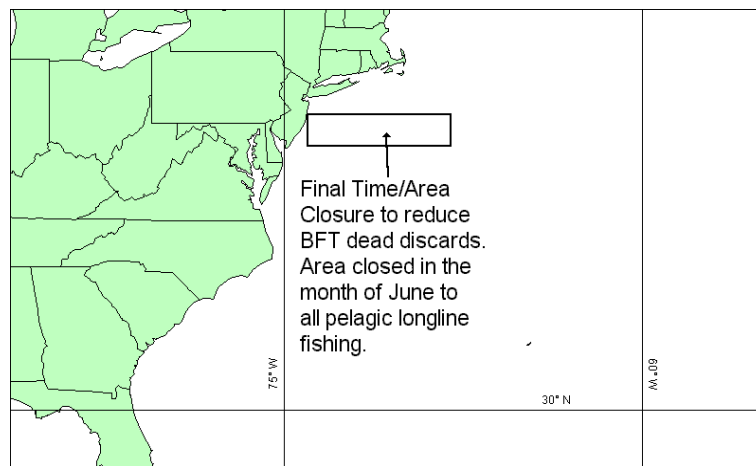 Final Time/Area
Closure to reduce
BFT dead discards.
Area closed in the
month of June to
all pelagic longline
fishing.
75° W
30° N
60° W